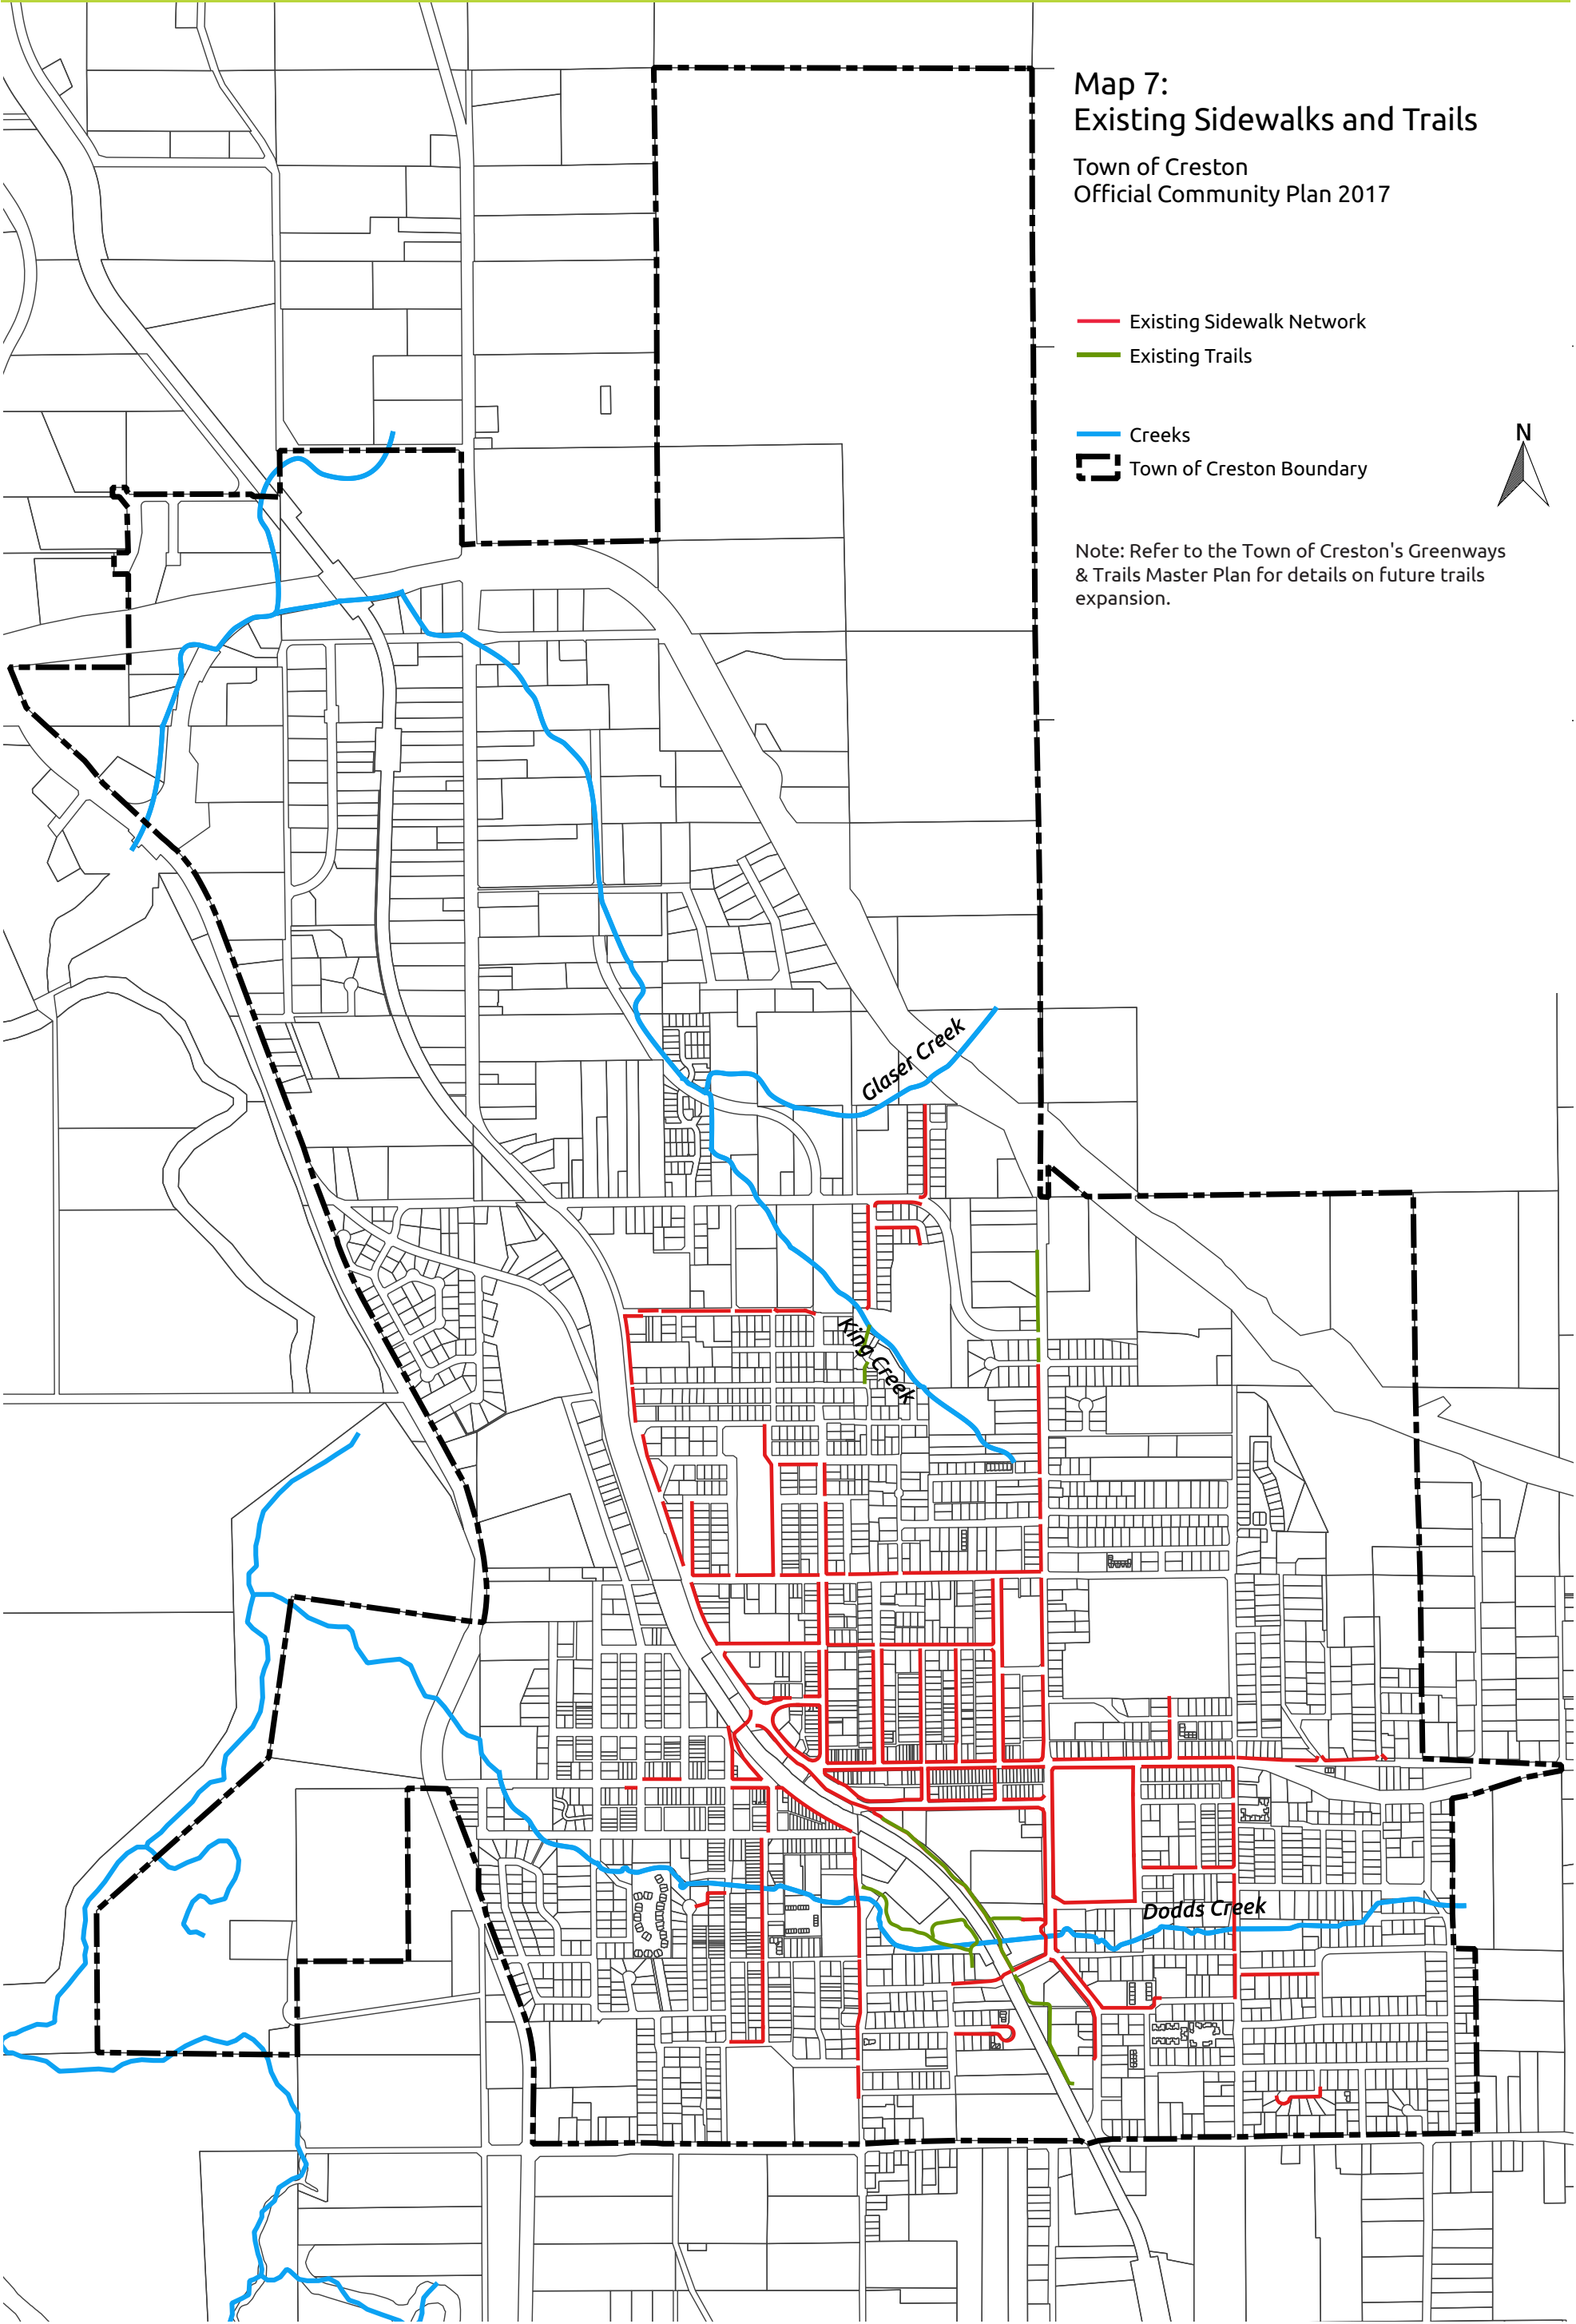 Map 7:
Existing Sidewalks and Trails
Town of Creston
Official Community Plan 2017
Existing Sidewalk Network
Existing Trails
Creeks
Town of Creston Boundary
N
Note: Refer to the Town of Creston's Greenways
& Trails Master Plan for details on future trails
expansion.
Glaser Creek
King Creek
Dodds Creek